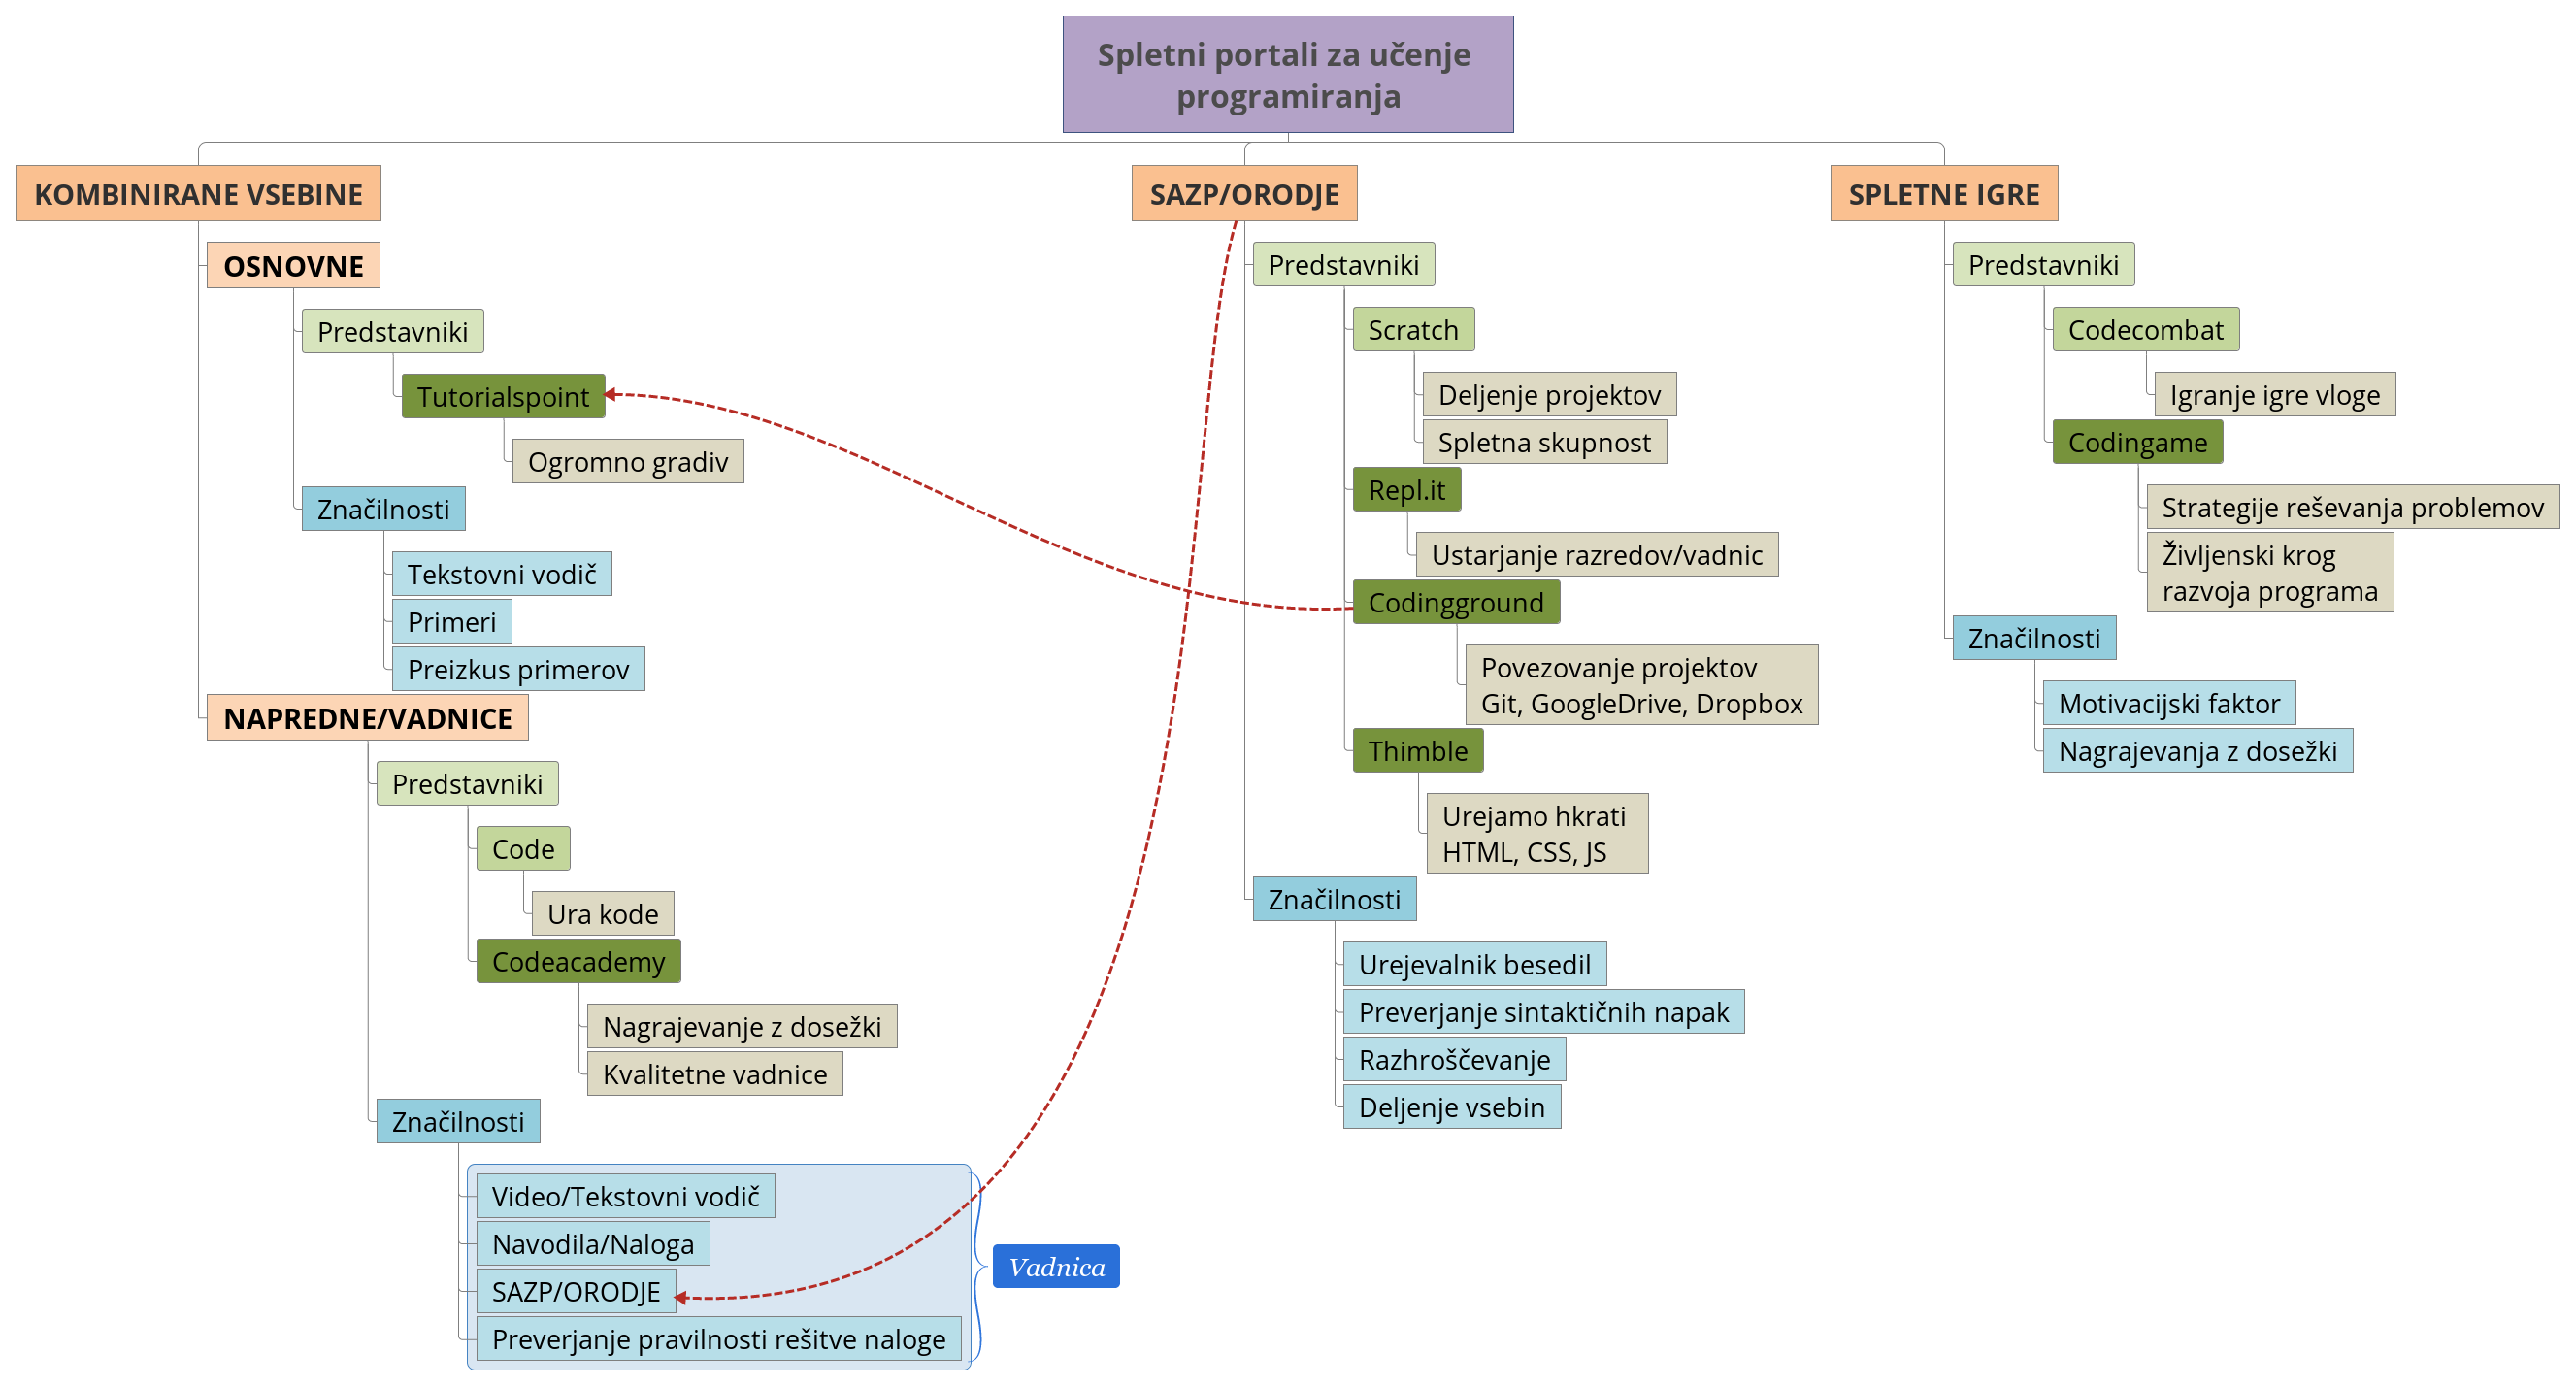 Spletni portali za učenje
programiranja
KOMBINIRANE VSEBINE
OSNOVNE
Predstavniki
Tutorialspoint
Ogromno gradiv
Značilnosti
Tekstovni vodič
Primeri
Preizkus primerov
NAPREDNE/VADNICE
Predstavniki
Code
Ura kode
Codeacademy
Nagrajevanje z dosežki
Kvalitetne vadnice
Značilnosti
Video/Tekstovni vodič
Navodila/Naloga
SAZP/ORODJE
Preverjanje pravilnosti rešitve naloge
Vadnica
SAZP/ORODJE
Predstavniki
Scratch
Deljenje projektov
Spletna skupnost
Repl.it
Ustarjanje razredov/vadnic
Codingground
Povezovanje projektov
Git, GoogleDrive, Dropbox
Thimble
Urejamo hkrati
HTML, CSS, JS
Značilnosti
Urejevalnik besedil
Preverjanje sintaktičnih napak
Razhroščevanje
Deljenje vsebin
SPLETNE IGRE
Predstavniki
Codecombat
Igranje igre vloge
Codingame
Strategije reševanja problemov
Življenski krog
razvoja programa
Značilnosti
Motivacijski faktor
Nagrajevanja z dosežki